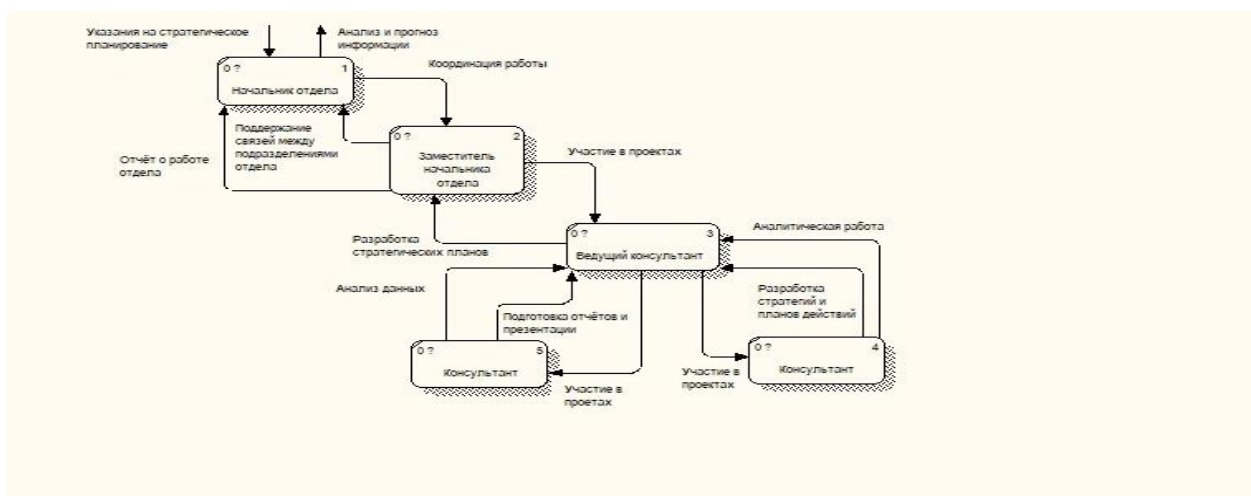 Указания на стратегическое
планирование
Анализ и прогноз
информации
0 ?
1
Начальник отдела
Координация работы
Поддержание
связей между
подразделениями
отдела
Отчёт о работе
отдела
0 ?
2
Заместитель
начальника
отдела
Участие в проектах
Разработка
стратегических планов
0 ?
3
Ведущий консультант
Аналитическая работа
Анализ данных
Подготовка отчётов и
презентации
Разработка
стратегий и
планов действий
0 ?
5
Консультант
Участие в
проетах
Участие в
проектах
0 ?
4
Консультант